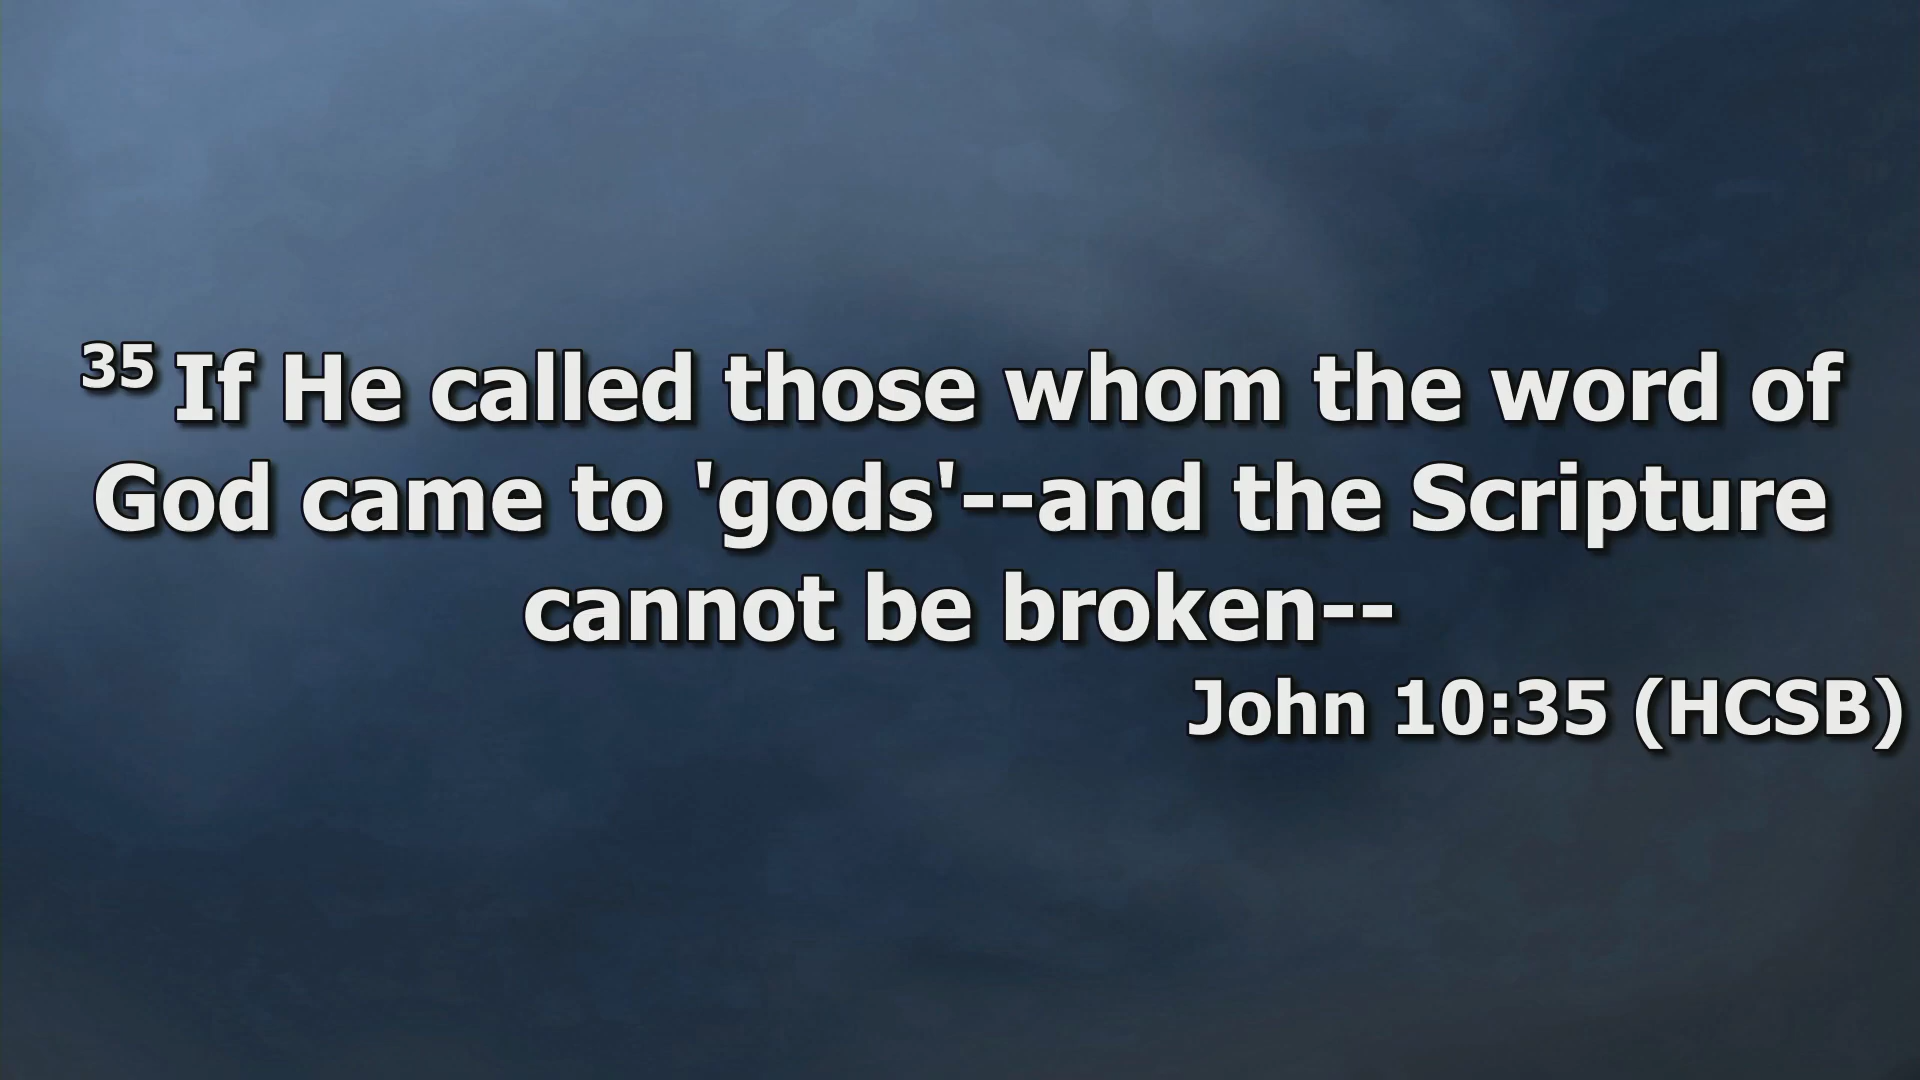 35 If He called those whom the word of
God came to 'gods'--and the Scripture
cannot be broken--
John 10:35 (HCSB)